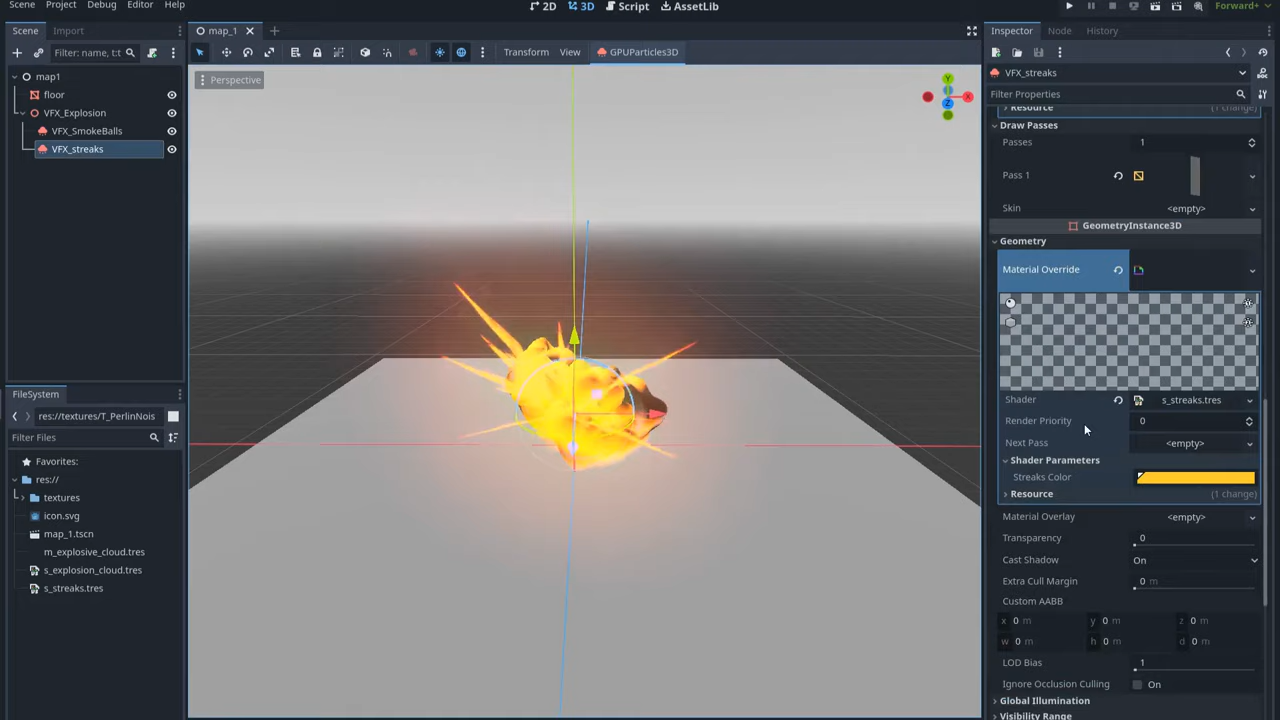 Scene Project Debug Editor Help
2D 3D Script AssetLib
Forward+
Scene Import
map_1
Inspector Node History
Filter: name, t:t
Transform View GPUParticles3D
VFX_streaks
Perspective
Y
X
Z
Filter Properties
map1
floor
VFX_Explosion
VFX_SmokeBalls
VFX_streaks
Resource (1 change)
Draw Passes
Passes 1
Pass 1
Skin <empty>
GeometryInstance3D
Geometry
Material Override
Shader s_streaks.tres
Render Priority 0
Next Pass <empty>
Shader Parameters
Streaks Color
Resource (1 change)
Material Overlay <empty>
Transparency 0
Cast Shadow On
Extra Cull Margin 0 m
Custom AABB
x 0 m y 0 m z 0 m
w 0 m h 0 m d 0 m
LOD Bias 1
Ignore Occlusion Culling On
Global Illumination
Visibility Range
FileSystem
res://textures/T_PerlinNois
Filter Files
Favorites:
res://
textures
icon.svg
map_1.tscn
m_explosive_cloud.tres
s_explosion_cloud.tres
s_streaks.tres